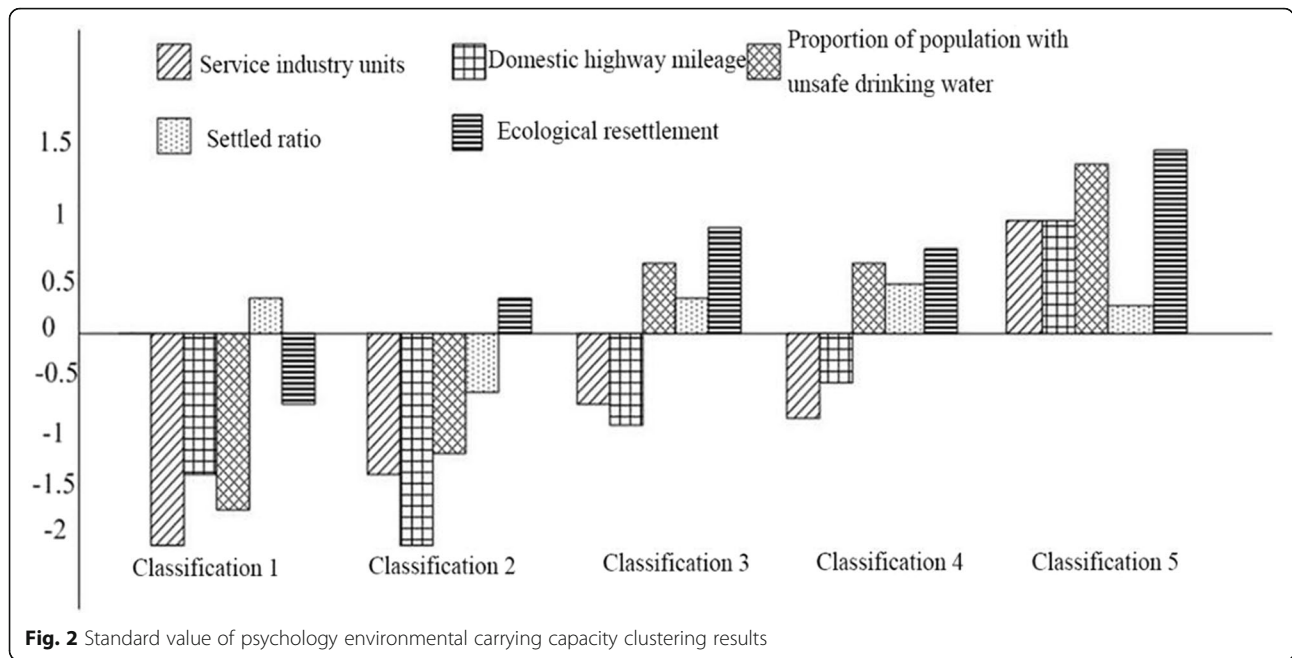 Service industry units
Domestic highway mileage
Proportion of population with
unsafe drinking water
Settled ratio
Ecological resettlement
1.5
1
0.5
0
-0.5
-1
-1.5
-2
Classification 1
Classification 2
Classification 3
Classification 4
Classification 5
Fig. 2 Standard value of psychology environmental carrying capacity clustering results